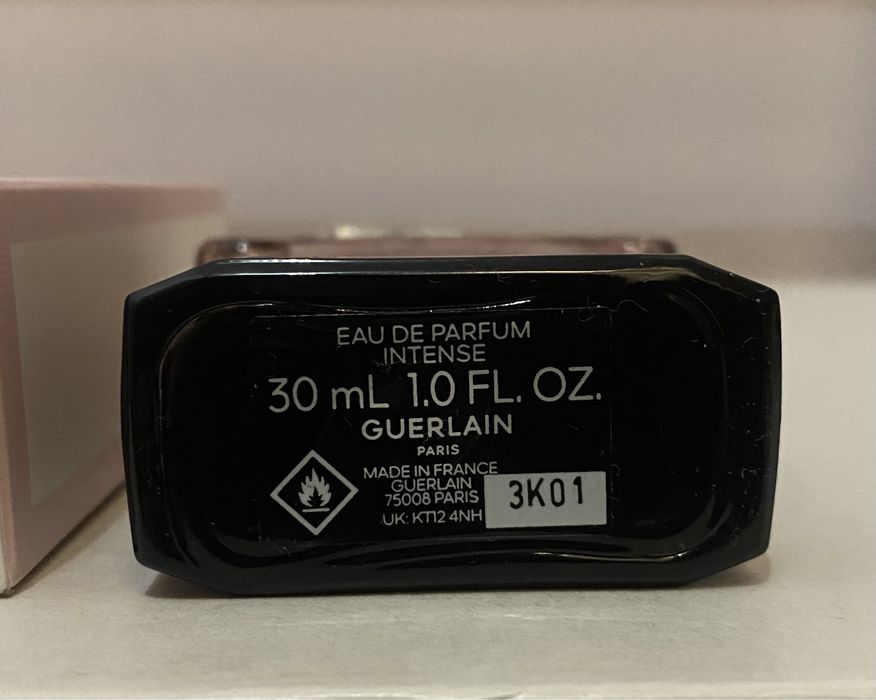 EAU DE PARFUM
INTENSE
30 mL 1.0 FL. OZ.
GUERLAIN
PARIS
MADE IN FRANCE
GUERLAIN
75008 PARIS
UK: KT12 4NH
3K01